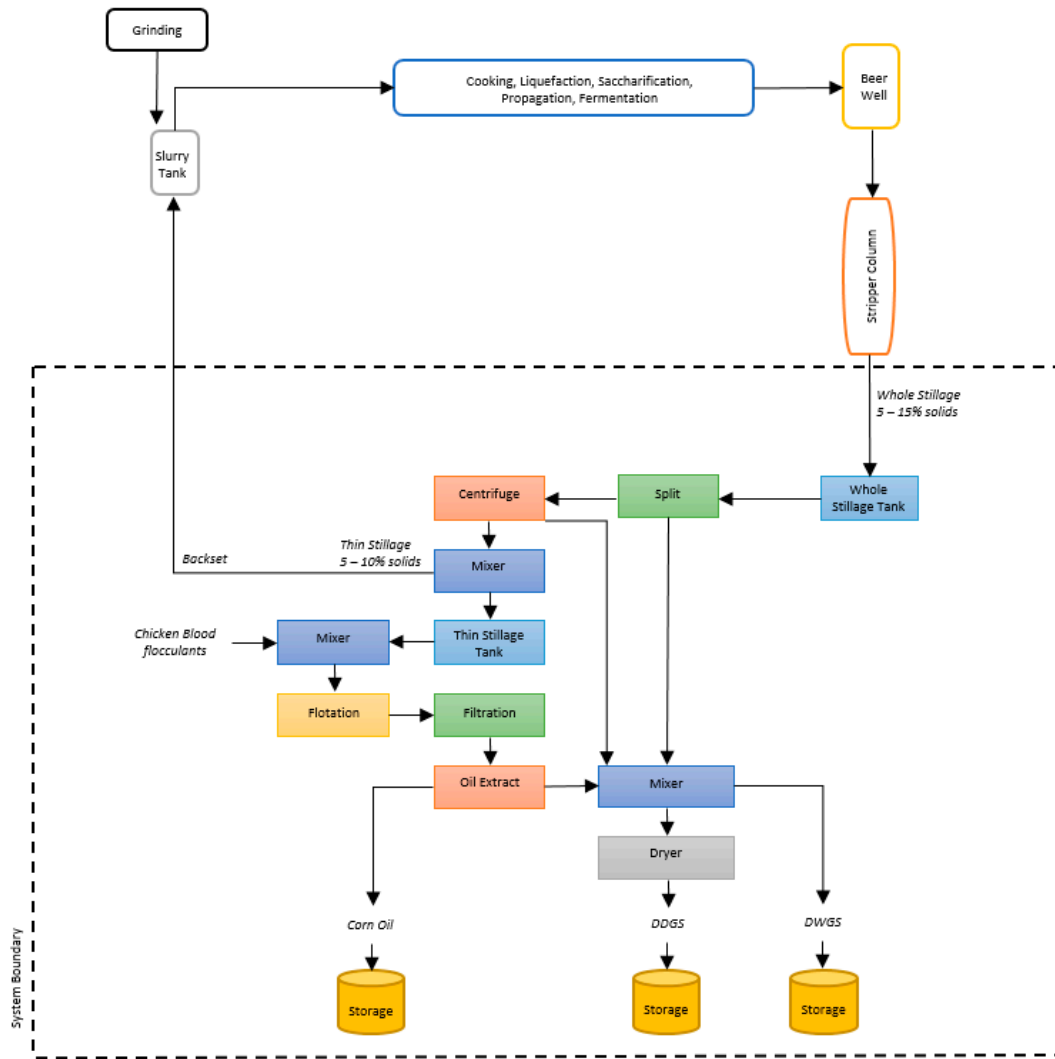 Grinding
Cooking, Liquefaction, Saccharification,
Propagation, Fermentation
Beer
Well
Slurry
Tank
Stripper Column
Whole Stillage
5 – 15% solids
Centrifuge
Split
Whole
Stillage Tank
Thin Stillage
5 – 10% solids
Backset
Mixer
Chicken Blood
flocculants
Mixer
Thin Stillage
Tank
Flotation
Filtration
Oil Extract
Mixer
Dryer
Corn Oil
DDGS
DWGS
System Boundary
Storage
Storage
Storage